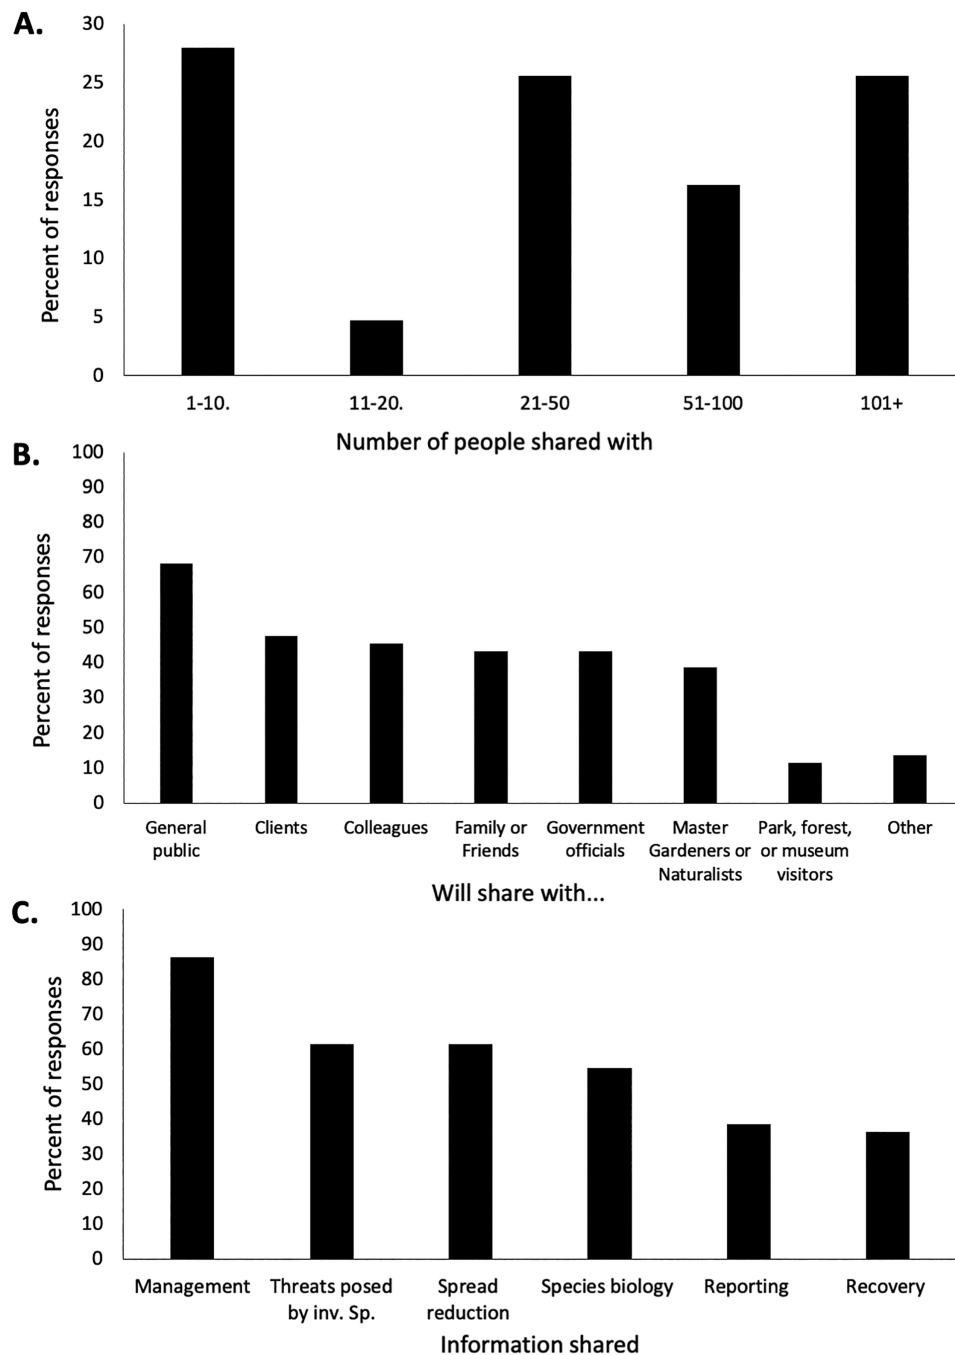 A.
Percent of responses
30
25
20
15
10
5
0
1-10.
11-20.
21-50
51-100
101+
Number of people shared with
B.
Percent of responses
100
90
80
70
60
50
40
30
20
10
0
General
public
Clients
Colleagues
Family or
Friends
Government
officials
Master
Gardeners or
Naturalists
Park, forest,
or museum
visitors
Other
Will share with...
C.
Percent of responses
100
90
80
70
60
50
40
30
20
10
0
Management
Threats posed
by inv. Sp.
Spread
reduction
Species biology
Reporting
Recovery
Information shared